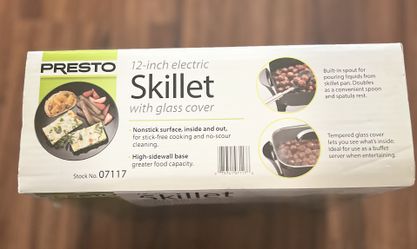 PRESTO
12-inch electric
Skillet
with glass cover
Nonstick surface, inside and out,
for stick-free cooking and no-scour
cleaning.
High-sidewall base
greater food capacity.
Stock No. 07117
Built-in spout for
pouring liquids from
skillet pan. Doubles
as a convenient spoon
and spatula rest.
Tempered glass cover
lets you see what's inside.
Ideal for use as a buffet
server when entertaining.
Skillet